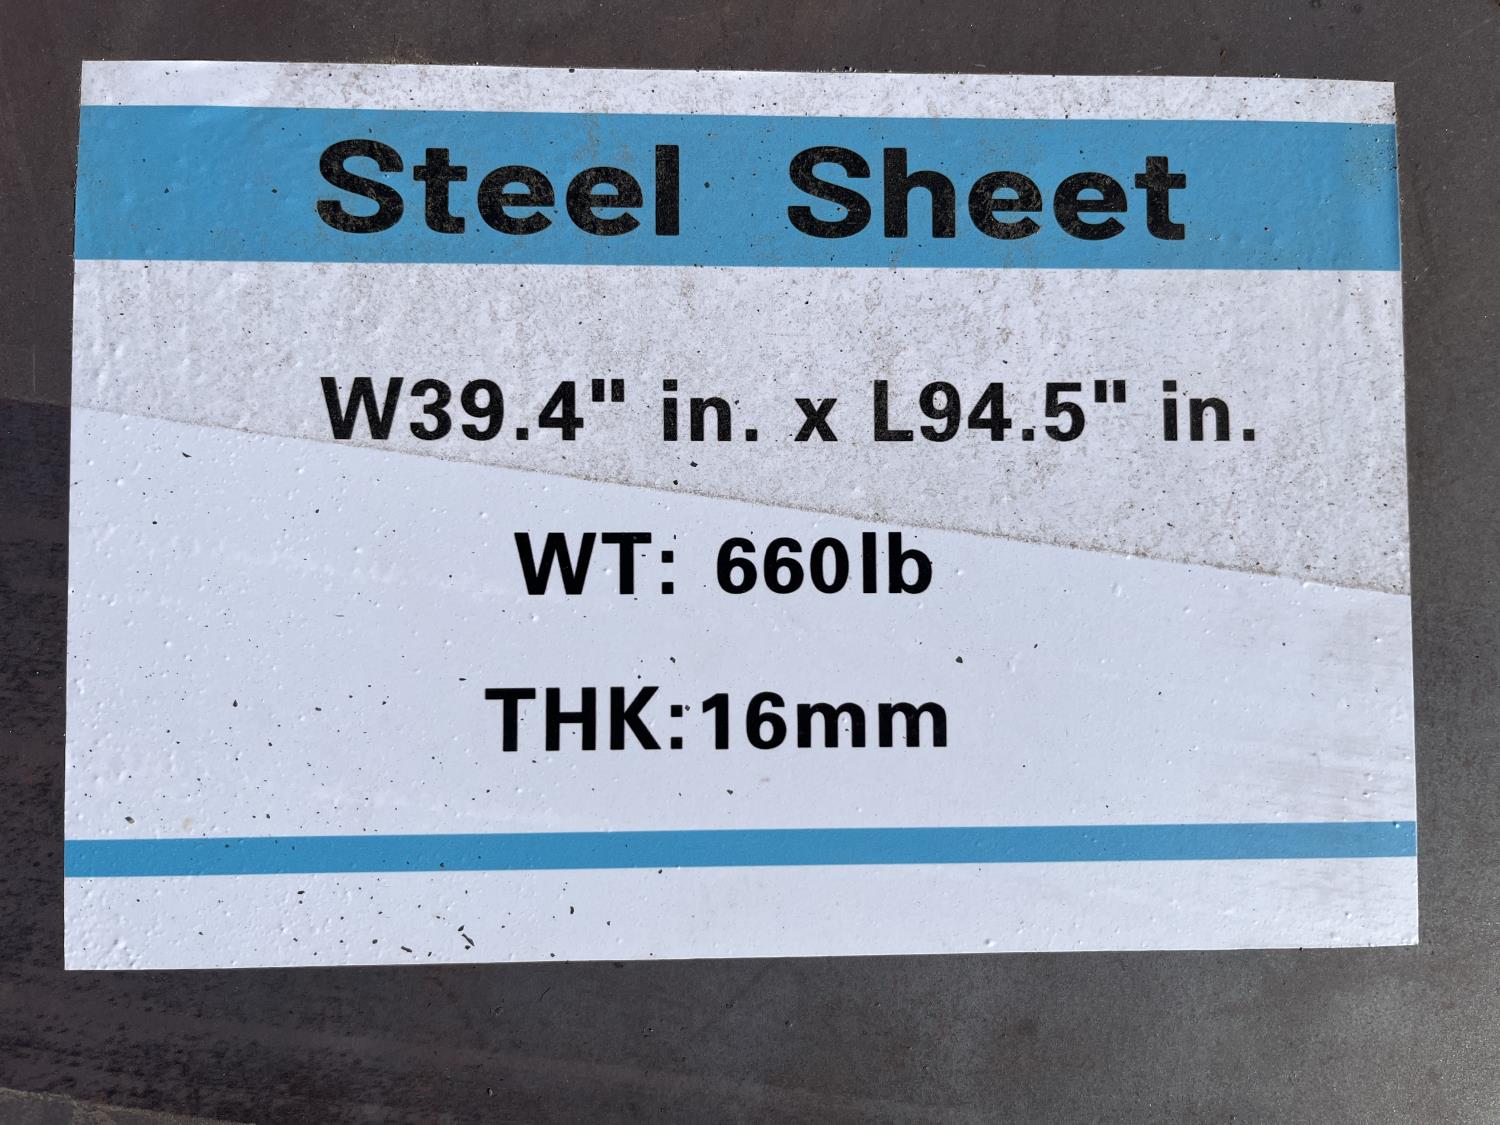 Steel Sheet
W39.4" in. x L94.5" in.
WT: 660lb
THK:16mm